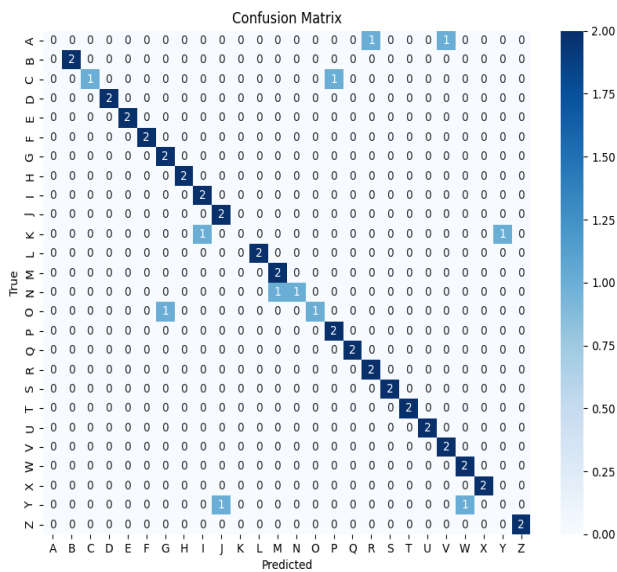 Confusion Matrix
A 0 0 0 0 0 0 0 0 0 0 0 0 0 0 0 0 0 1 0 0 0 1 0 0 0 0
B 0 2 0 0 0 0 0 0 0 0 0 0 0 0 0 0 0 0 0 0 0 0 0 0 0 0
C 0 0 1 0 0 0 0 0 0 0 0 0 0 0 0 1 0 0 0 0 0 0 0 0 0 0
D 0 0 0 2 0 0 0 0 0 0 0 0 0 0 0 0 0 0 0 0 0 0 0 0 0 0
E 0 0 0 0 2 0 0 0 0 0 0 0 0 0 0 0 0 0 0 0 0 0 0 0 0 0
F 0 0 0 0 0 2 0 0 0 0 0 0 0 0 0 0 0 0 0 0 0 0 0 0 0 0
G 0 0 0 0 0 0 2 0 0 0 0 0 0 0 0 0 0 0 0 0 0 0 0 0 0 0
H 0 0 0 0 0 0 0 2 0 0 0 0 0 0 0 0 0 0 0 0 0 0 0 0 0 0
I 0 0 0 0 0 0 0 0 2 0 0 0 0 0 0 0 0 0 0 0 0 0 0 0 0 0
J 0 0 0 0 0 0 0 0 0 2 0 0 0 0 0 0 0 0 0 0 0 0 0 0 0 0
K 0 0 0 0 0 0 0 0 1 0 0 0 0 0 0 0 0 0 0 0 0 0 0 0 1 0
L 0 0 0 0 0 0 0 0 0 0 0 2 0 0 0 0 0 0 0 0 0 0 0 0 0 0
M 0 0 0 0 0 0 0 0 0 0 0 0 2 0 0 0 0 0 0 0 0 0 0 0 0 0
N 0 0 0 0 0 0 0 0 0 0 0 0 1 1 0 0 0 0 0 0 0 0 0 0 0 0
O 0 0 0 0 0 0 1 0 0 0 0 0 0 0 1 0 0 0 0 0 0 0 0 0 0 0
P 0 0 0 0 0 0 0 0 0 0 0 0 0 0 0 2 0 0 0 0 0 0 0 0 0 0
Q 0 0 0 0 0 0 0 0 0 0 0 0 0 0 0 0 2 0 0 0 0 0 0 0 0 0
R 0 0 0 0 0 0 0 0 0 0 0 0 0 0 0 0 0 2 0 0 0 0 0 0 0 0
S 0 0 0 0 0 0 0 0 0 0 0 0 0 0 0 0 0 0 2 0 0 0 0 0 0 0
T 0 0 0 0 0 0 0 0 0 0 0 0 0 0 0 0 0 0 0 2 0 0 0 0 0 0
U 0 0 0 0 0 0 0 0 0 0 0 0 0 0 0 0 0 0 0 0 2 0 0 0 0 0
V 0 0 0 0 0 0 0 0 0 0 0 0 0 0 0 0 0 0 0 0 0 2 0 0 0 0
W 0 0 0 0 0 0 0 0 0 0 0 0 0 0 0 0 0 0 0 0 0 0 2 0 0 0
X 0 0 0 0 0 0 0 0 0 0 0 0 0 0 0 0 0 0 0 0 0 0 0 2 0 0
Y 0 0 0 0 0 0 0 0 0 1 0 0 0 0 0 0 0 0 0 0 0 0 1 0 0 0
Z 0 0 0 0 0 0 0 0 0 0 0 0 0 0 0 0 0 0 0 0 0 0 0 0 0 2
A B C D E F G H I J K L M N O P Q R S T U V W X Y Z
Predicted
True
2.00
1.75
1.50
1.25
1.00
0.75
0.50
0.25
0.00